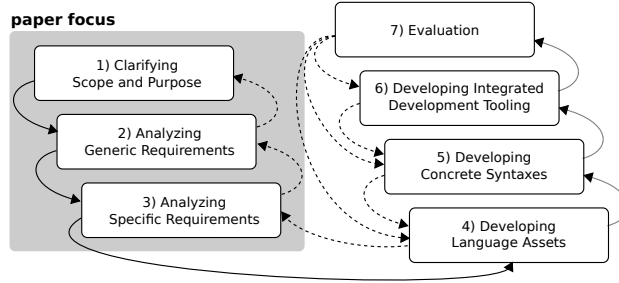 paper focus
1) Clarifying
Scope and Purpose
2) Analyzing
Generic Requirements
3) Analyzing
Specific Requirements
7) Evaluation
6) Developing Integrated
Development Tooling
5) Developing
Concrete Syntaxes
4) Developing
Language Assets